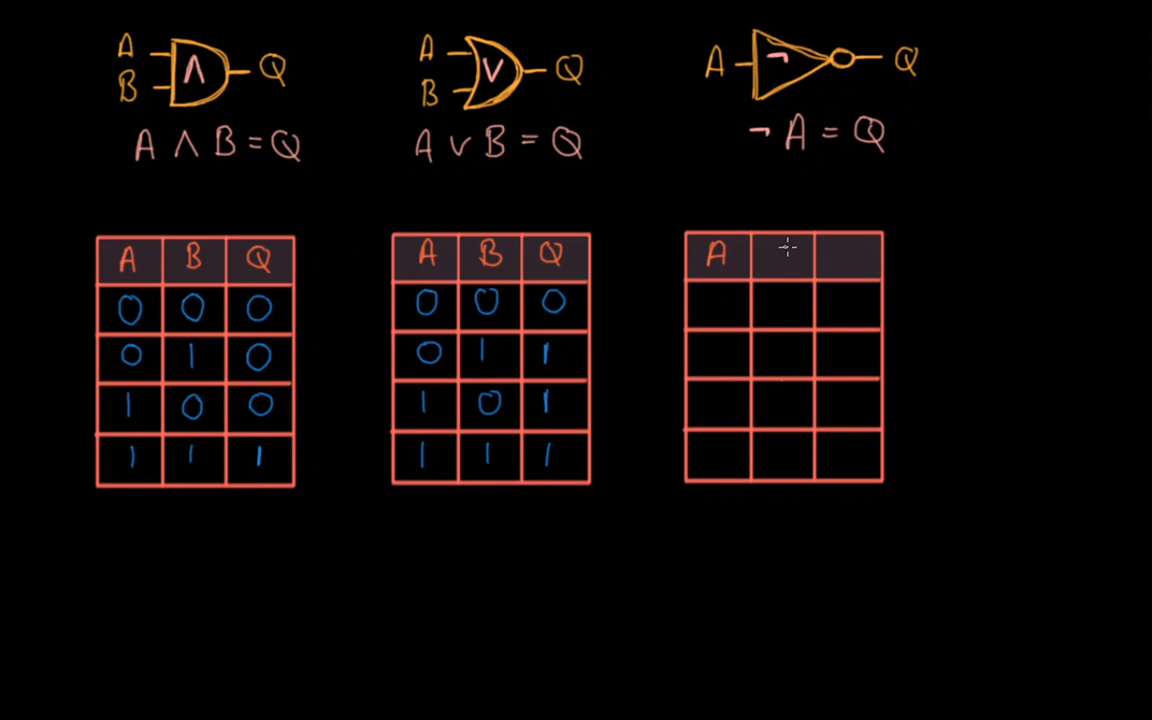 A B ∧ Q
A B ∨ Q
A ¬ Q
A ∧ B = Q
A ∨ B = Q
¬ A = Q
A B Q
0 0 0
0 1 0
1 0 0
1 1 1
A B Q
0 0 0
0 1 1
1 0 1
1 1 1
A